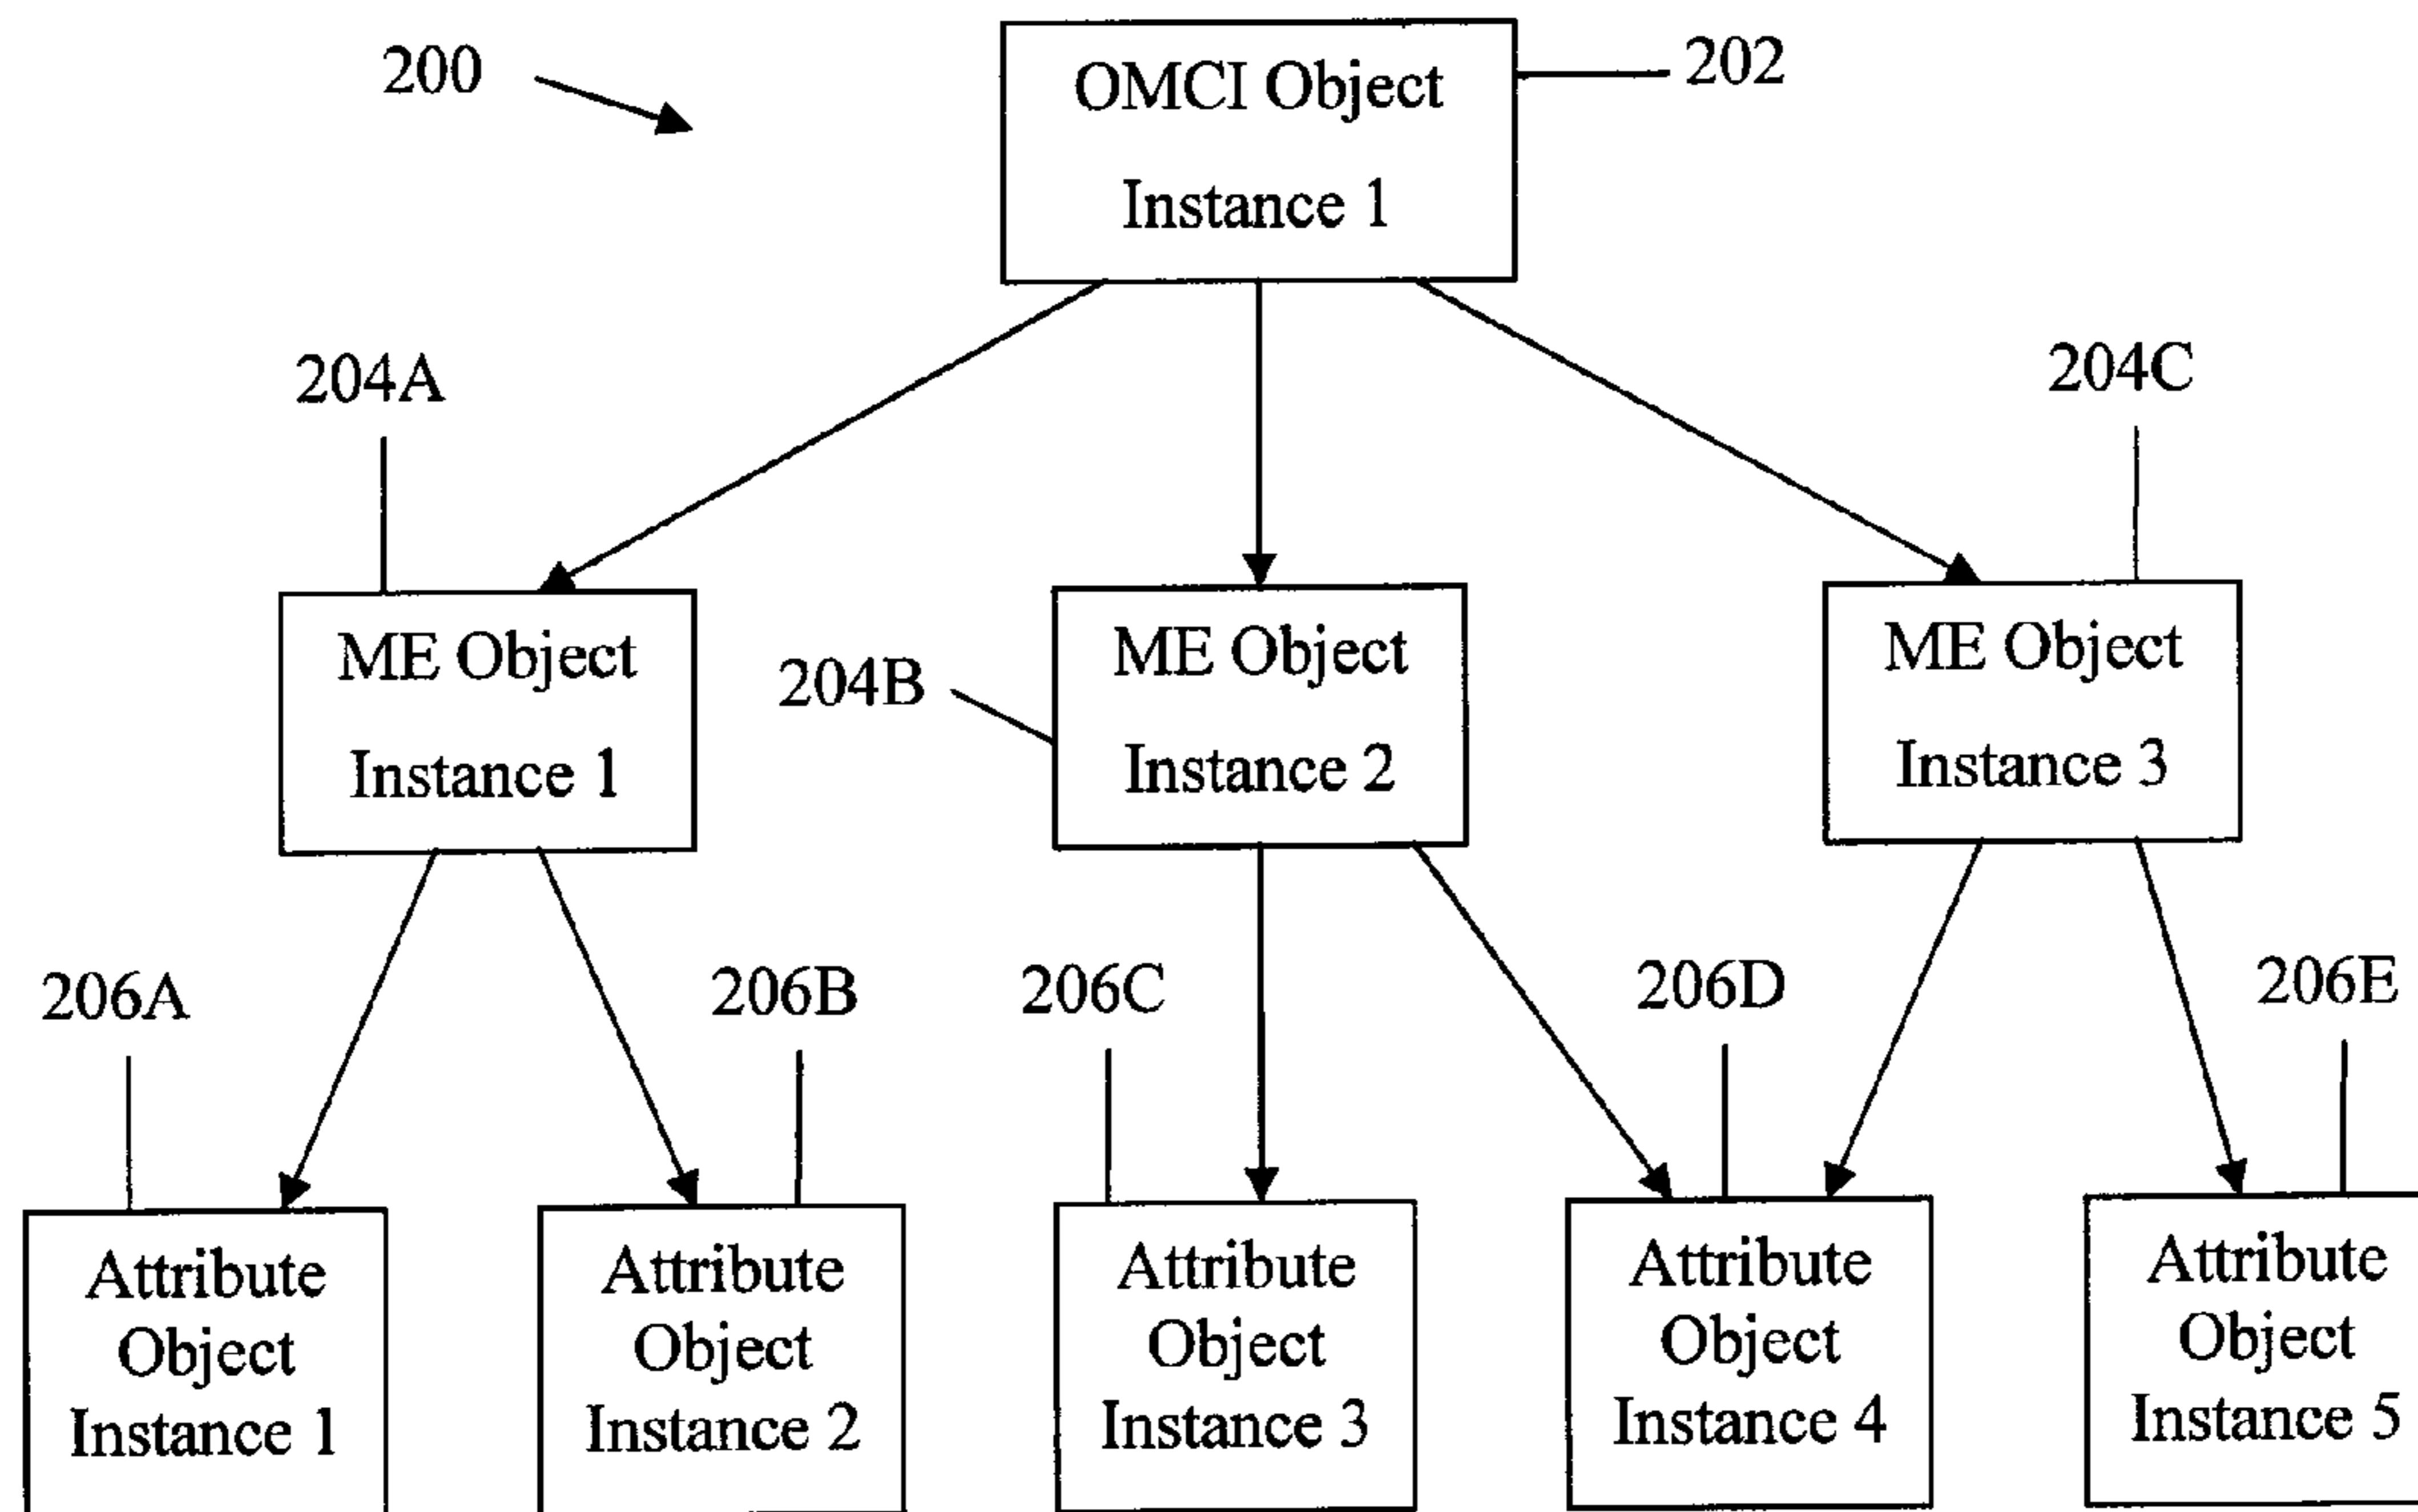 200
OMCI Object
Instance 1
202
204A
204C
ME Object
Instance 1
204B
ME Object
Instance 2
ME Object
Instance 3
206A
206B
206C
206D
206E
Attribute
Object
Instance 1
Attribute
Object
Instance 2
Attribute
Object
Instance 3
Attribute
Object
Instance 4
Attribute
Object
Instance 5